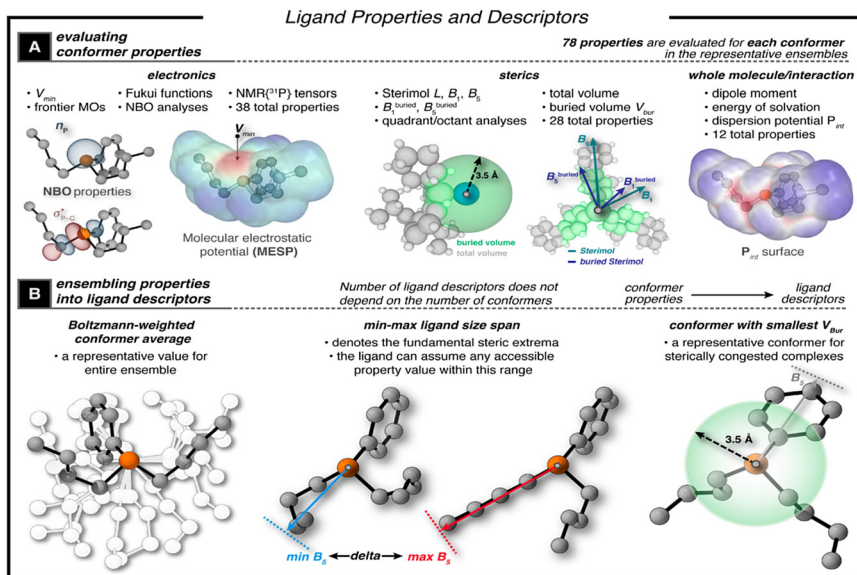 Ligand Properties and Descriptors
A evaluating
conformer properties
78 properties are evaluated for each conformer
in the representative ensembles
electronics
• Vmin
• frontier MOs
• Fukui functions
• NBO analyses
• NMR{³¹P} tensors
• 38 total properties
nP
NBO properties
σ*P–C
Vmin
Molecular electrostatic
potential (MESP)
sterics
• Sterimol L, B1, B5
• B1buried, B5buried
• quadrant/octant analyses
• total volume
• buried volume Vbur
• 28 total properties
3.5 Å
buried volume
total volume
B5
B5buried
B1buried
B1
Sterimol
buried Sterimol
whole molecule/interaction
• dipole moment
• energy of solvation
• dispersion potential Pint
• 12 total properties
Pint surface
B ensembling properties
into ligand descriptors
Number of ligand descriptors does not
depend on the number of conformers
conformer
properties
ligand
descriptors
Boltzmann-weighted
conformer average
• a representative value for
entire ensemble
min-max ligand size span
• denotes the fundamental steric extrema
• the ligand can assume any accessible
property value within this range
min B5
delta
max B5
conformer with smallest VBur
• a representative conformer for
sterically congested complexes
B5
3.5 Å